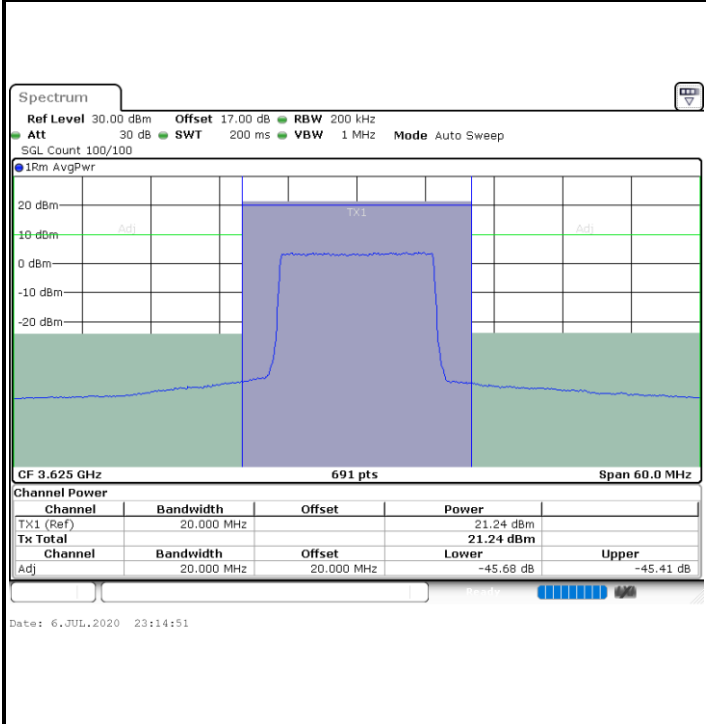 Spectrum
Ref Level 30.00 dBm Offset 17.00 dB RBW 200 kHz
Att 30 dB SWT 200 ms VBW 1 MHz Mode Auto Sweep
SGL Count 100/100
1Rm AvgPwr
20 dBm
TX1
Adj Adj
10 dBm
0 dBm
-10 dBm
-20 dBm
CF 3.625 GHz 691 pts Span 60.0 MHz
Channel Power
Channel Bandwidth Offset Power
TX1 (Ref) 20.000 MHz 21.24 dBm
Tx Total 21.24 dBm
Channel Bandwidth Offset Lower Upper
Adj 20.000 MHz 20.000 MHz -45.68 dB -45.41 dB
Ready
Date: 6.JUL.2020 23:14:51